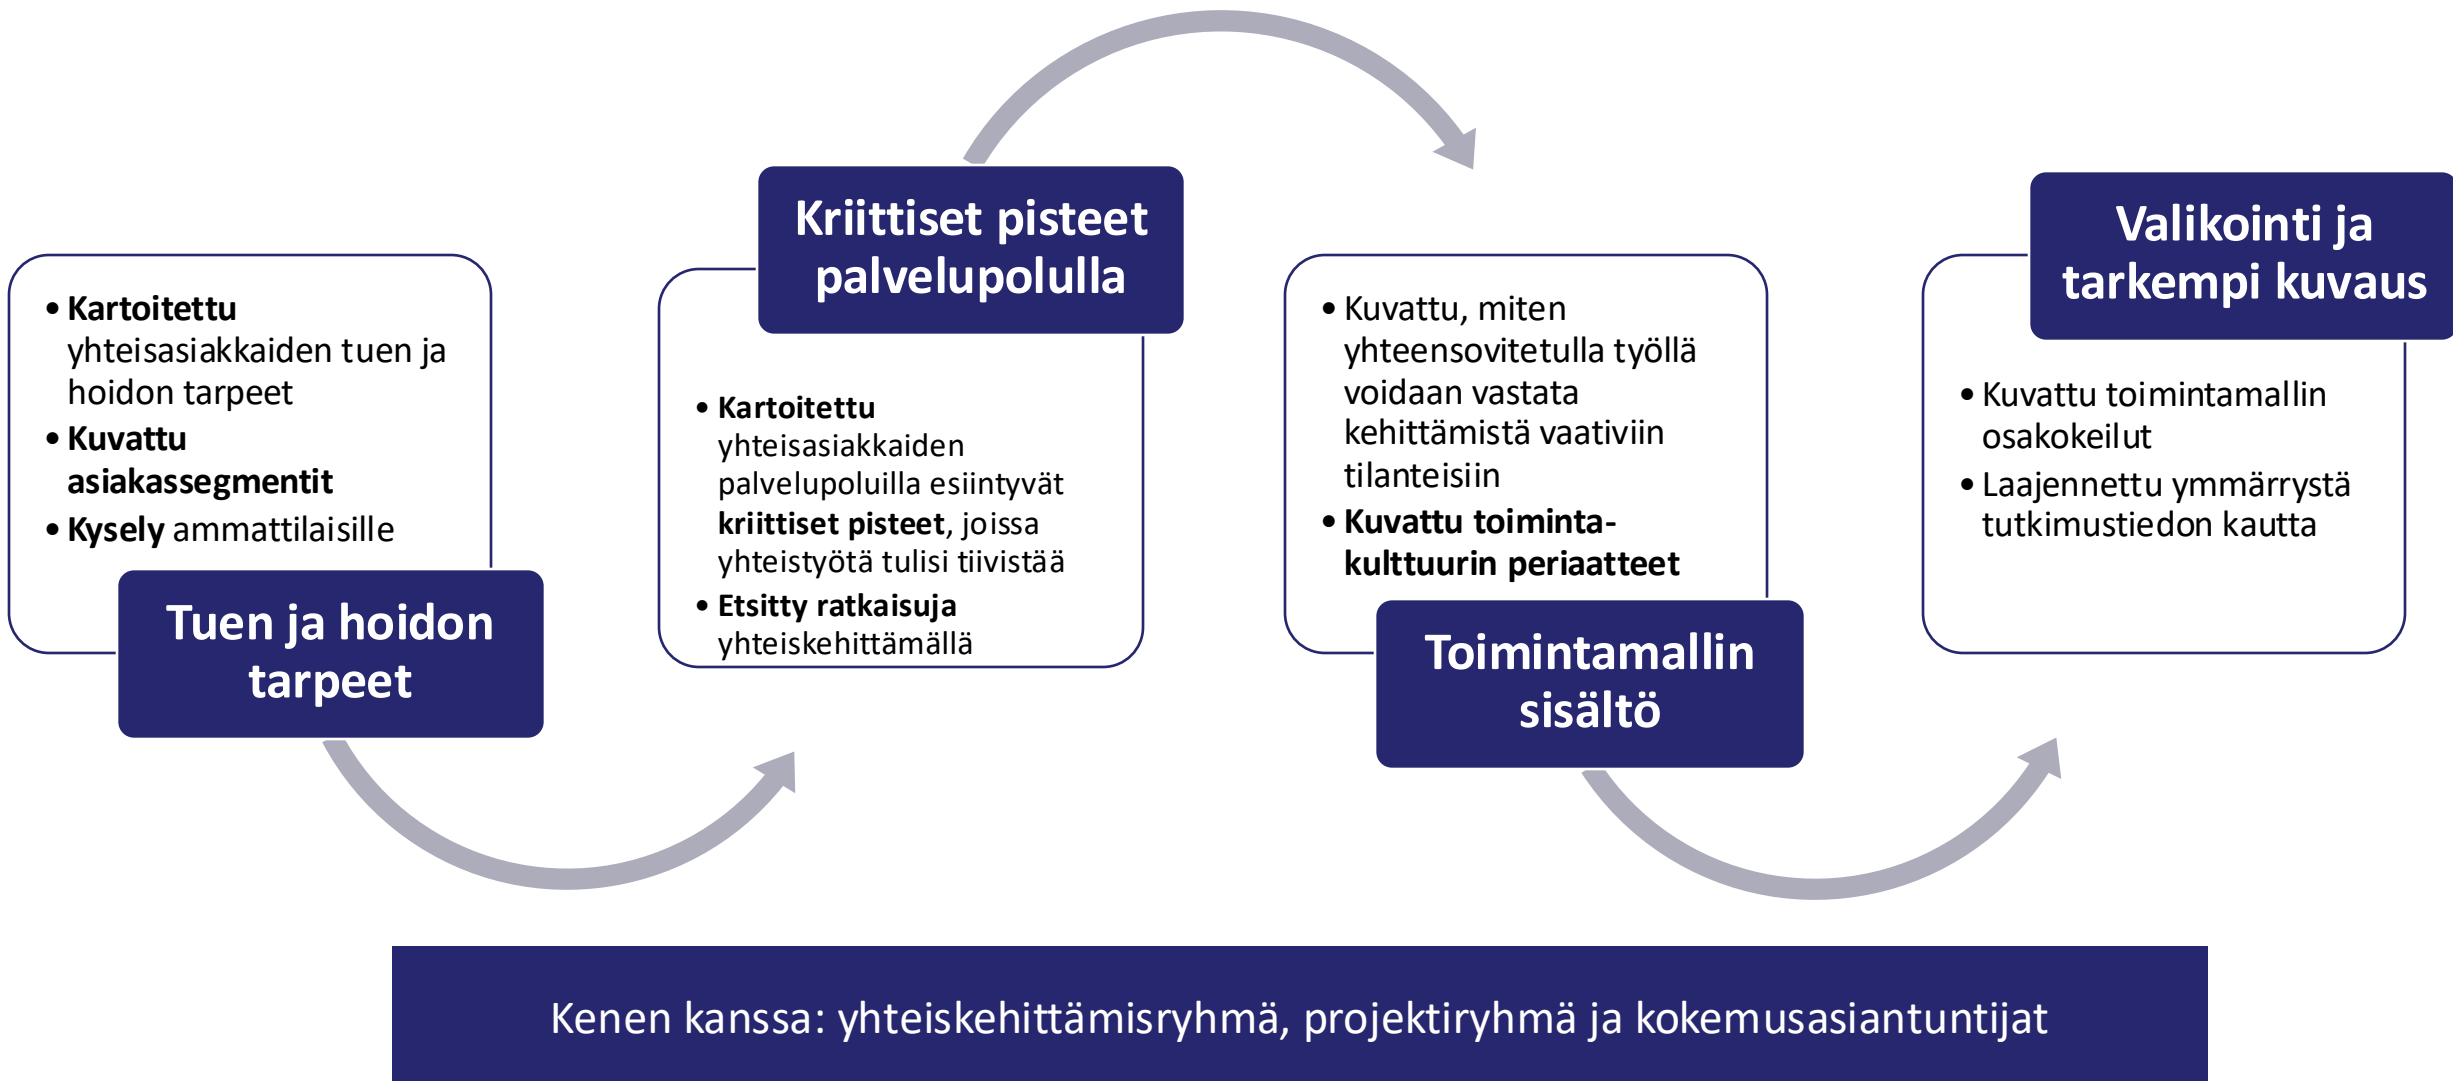 • Kartoitettu
yhteisasiakkaiden tuen ja
hoidon tarpeet
• Kuvattu
asiakassegmentit
• Kysely ammattilaisille
Tuen ja hoidon
tarpeet
Kriittiset pisteet
palvelupolulla
• Kartoitettu
yhteisasiakkaiden
palvelupoluilla esiintyvät
kriittiset pisteet, joissa
yhteistyötä tulisi tiivistää
• Etsitty ratkaisuja
yhteiskehittämällä
• Kuvattu, miten
yhteensovitetulla työllä
voidaan vastata
kehittämistä vaativiin
tilanteisiin
• Kuvattu toiminta-
kulttuurin periaatteet
Toimintamallin
sisältö
Valikointi ja
tarkempi kuvaus
• Kuvattu toimintamallin
osakokeilut
• Laajennettu ymmärrystä
tutkimustiedon kautta
Kenen kanssa: yhteiskehittämisryhmä, projektiryhmä ja kokemusasiantuntijat